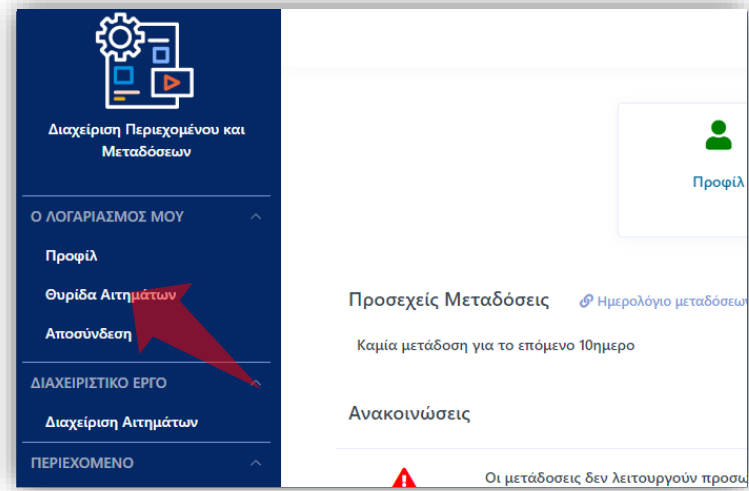 Διαχείριση Περιεχομένου και
Μεταδόσεων
Ο ΛΟΓΑΡΙΑΣΜΟΣ ΜΟΥ
Προφίλ
Θυρίδα Αιτημάτων
Αποσύνδεση
ΔΙΑΧΕΙΡΙΣΤΙΚΟ ΕΡΓΟ
Διαχείριση Αιτημάτων
ΠΕΡΙΕΧΟΜΕΝΟ
Προφίλ
Προσεχείς Μεταδόσεις Ημερολόγιο μεταδόσεων
Καμία μετάδοση για το επόμενο 10ημερο
Ανακοινώσεις
Οι μετάδοσεις δεν λειτουργούν